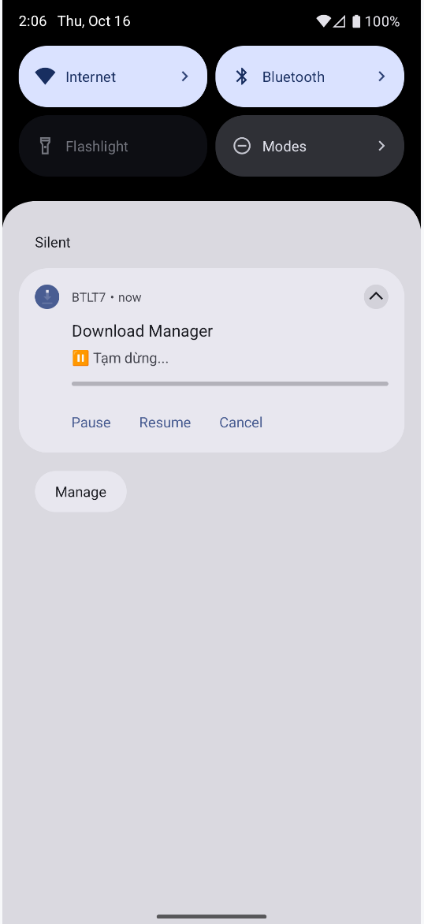 2:06 Thu, Oct 16 100%
Internet Bluetooth
Flashlight Modes
Silent
BTLT7 • now
Download Manager
⏸️ Tạm dừng...
Pause Resume Cancel
Manage